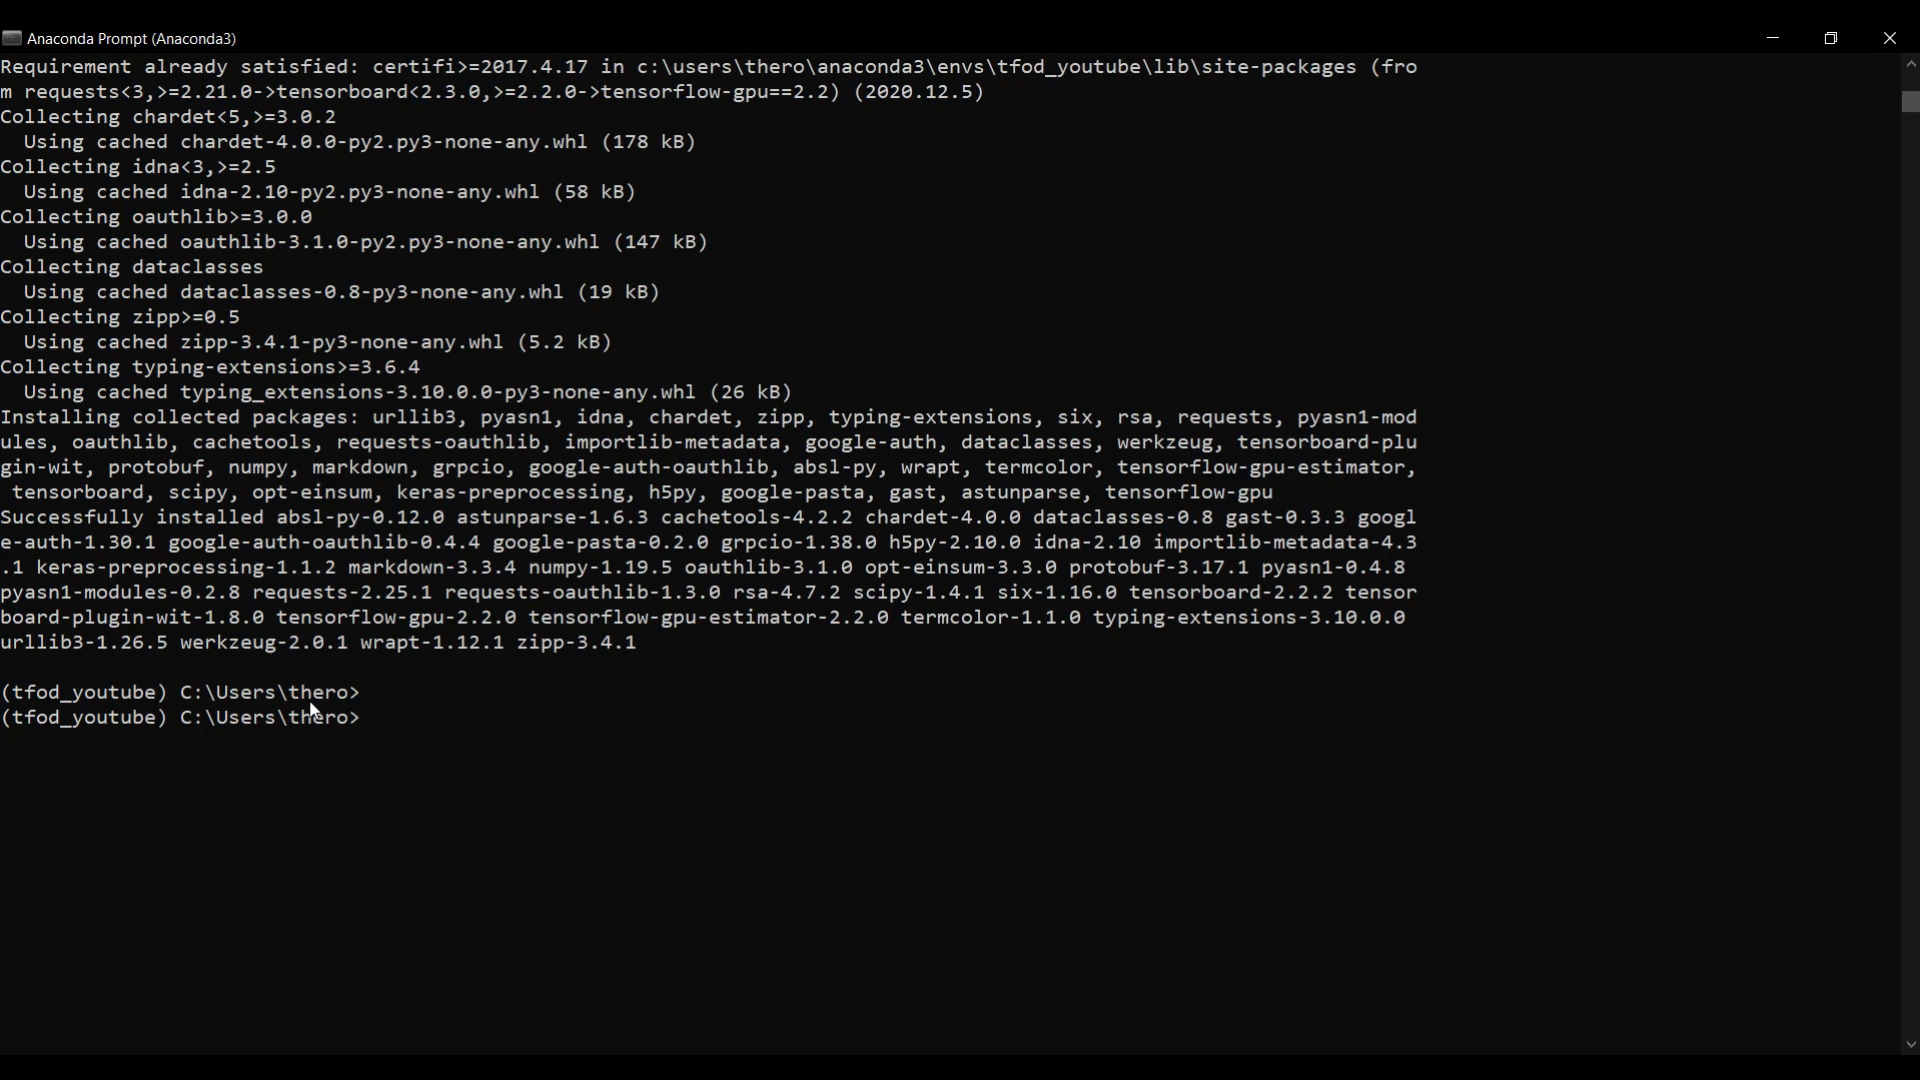 Anaconda Prompt (Anaconda3)
Requirement already satisfied: certifi>=2017.4.17 in c:\users\thero\anaconda3\envs\tfod_youtube\lib\site-packages (fro
m requests<3,>=2.21.0->tensorboard<2.3.0,>=2.2.0->tensorflow-gpu==2.2) (2020.12.5)
Collecting chardet<5,>=3.0.2
  Using cached chardet-4.0.0-py2.py3-none-any.whl (178 kB)
Collecting idna<3,>=2.5
  Using cached idna-2.10-py2.py3-none-any.whl (58 kB)
Collecting oauthlib>=3.0.0
  Using cached oauthlib-3.1.0-py2.py3-none-any.whl (147 kB)
Collecting dataclasses
  Using cached dataclasses-0.8-py3-none-any.whl (19 kB)
Collecting zipp>=0.5
  Using cached zipp-3.4.1-py3-none-any.whl (5.2 kB)
Collecting typing-extensions>=3.6.4
  Using cached typing_extensions-3.10.0.0-py3-none-any.whl (26 kB)
Installing collected packages: urllib3, pyasn1, idna, chardet, zipp, typing-extensions, six, rsa, requests, pyasn1-mod
ules, oauthlib, cachetools, requests-oauthlib, importlib-metadata, google-auth, dataclasses, werkzeug, tensorboard-plu
gin-wit, protobuf, numpy, markdown, grpcio, google-auth-oauthlib, absl-py, wrapt, termcolor, tensorflow-gpu-estimator,
 tensorboard, scipy, opt-einsum, keras-preprocessing, h5py, google-pasta, gast, astunparse, tensorflow-gpu
Successfully installed absl-py-0.12.0 astunparse-1.6.3 cachetools-4.2.2 chardet-4.0.0 dataclasses-0.8 gast-0.3.3 googl
e-auth-1.30.1 google-auth-oauthlib-0.4.4 google-pasta-0.2.0 grpcio-1.38.0 h5py-2.10.0 idna-2.10 importlib-metadata-4.3
.1 keras-preprocessing-1.1.2 markdown-3.3.4 numpy-1.19.5 oauthlib-3.1.0 opt-einsum-3.3.0 protobuf-3.17.1 pyasn1-0.4.8
pyasn1-modules-0.2.8 requests-2.25.1 requests-oauthlib-1.3.0 rsa-4.7.2 scipy-1.4.1 six-1.16.0 tensorboard-2.2.2 tensor
board-plugin-wit-1.8.0 tensorflow-gpu-2.2.0 tensorflow-gpu-estimator-2.2.0 termcolor-1.1.0 typing-extensions-3.10.0.0
urllib3-1.26.5 werkzeug-2.0.1 wrapt-1.12.1 zipp-3.4.1
(tfod_youtube) C:\Users\thero>
(tfod_youtube) C:\Users\thero>